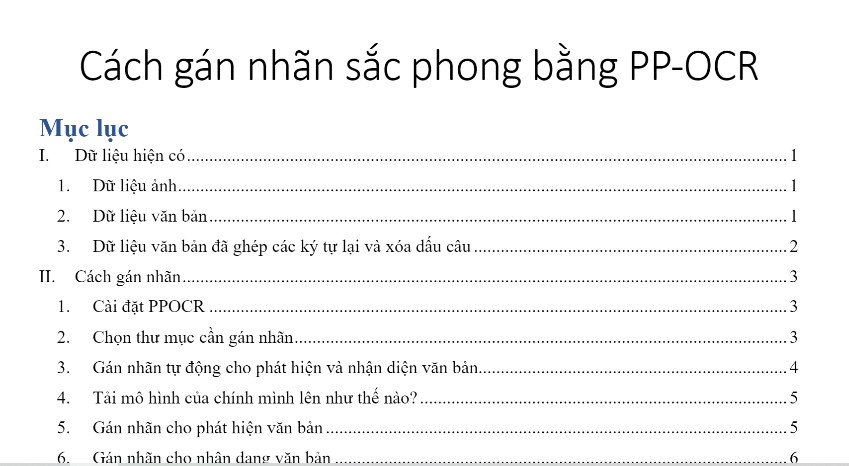 Cách gán nhãn sắc phong bằng PP-OCR
Mục lục
I. Dữ liệu hiện có 1
1. Dữ liệu ảnh 1
2. Dữ liệu văn bản 1
3. Dữ liệu văn bản đã ghép các ký tự lại và xóa dấu câu 2
II. Cách gán nhãn 3
1. Cài đặt PPOCR 3
2. Chọn thư mục cần gán nhãn 3
3. Gán nhãn tự động cho phát hiện và nhận diện văn bản 4
4. Tải mô hình của chính mình lên như thế nào? 5
5. Gán nhãn cho phát hiện văn bản 5
6. Gán nhãn cho nhận dạng văn bản 6